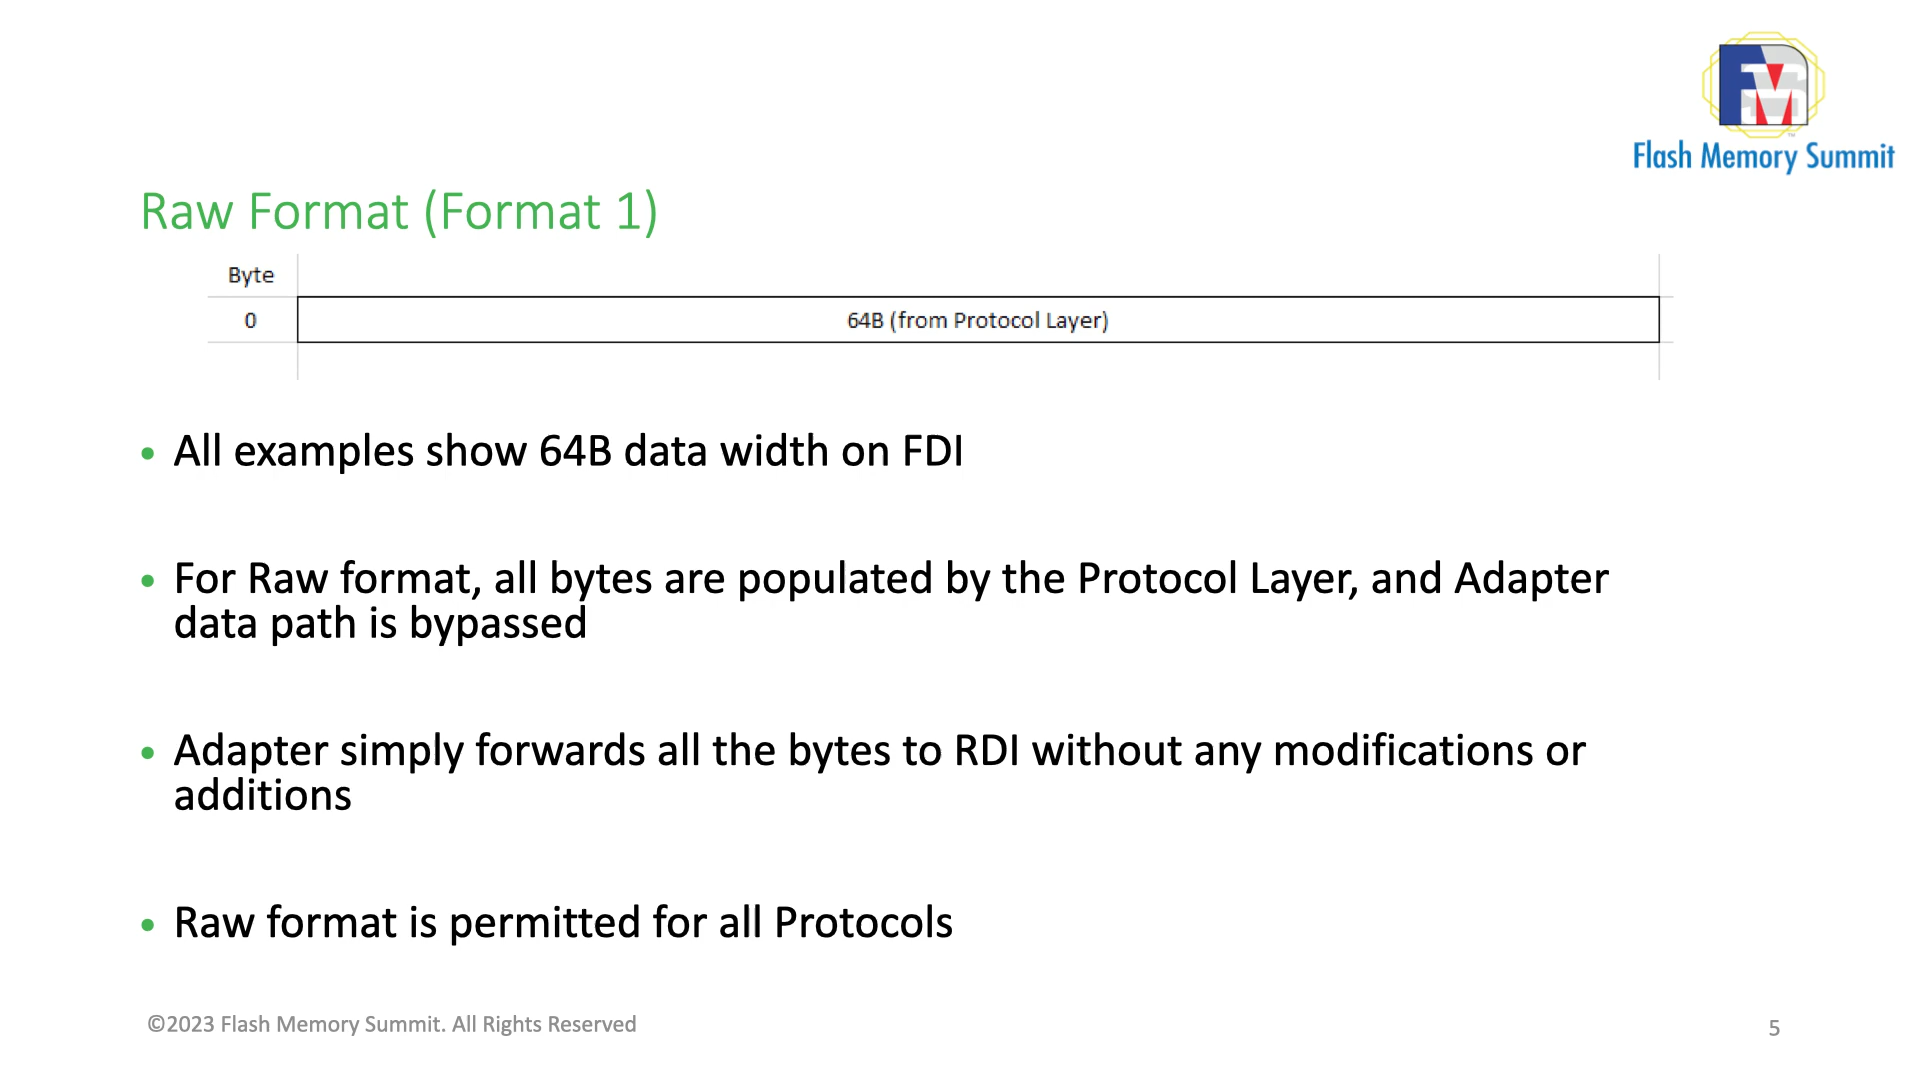 Flash Memory Summit
Raw Format (Format 1)
Byte
0
64B (from Protocol Layer)
• All examples show 64B data width on FDI
• For Raw format, all bytes are populated by the Protocol Layer, and Adapter
data path is bypassed
• Adapter simply forwards all the bytes to RDI without any modifications or
additions
• Raw format is permitted for all Protocols
©2023 Flash Memory Summit. All Rights Reserved
5